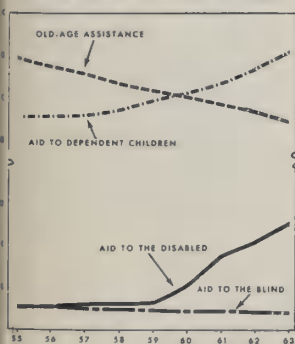 OLD-AGE ASSISTANCE
AID TO DEPENDENT CHILDREN
AID TO THE DISABLED
AID TO THE BLIND
55 56 57 58 59 60 61 62 63